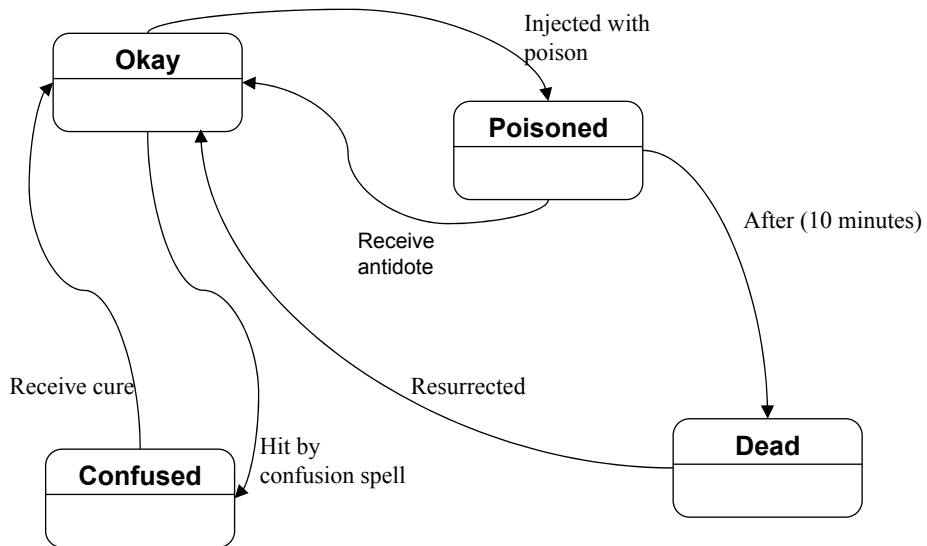 Okay
Injected with
poison
Poisoned
After (10 minutes)
Receive
antidote
Receive cure
Resurrected
Hit by
confusion spell
Dead
Confused